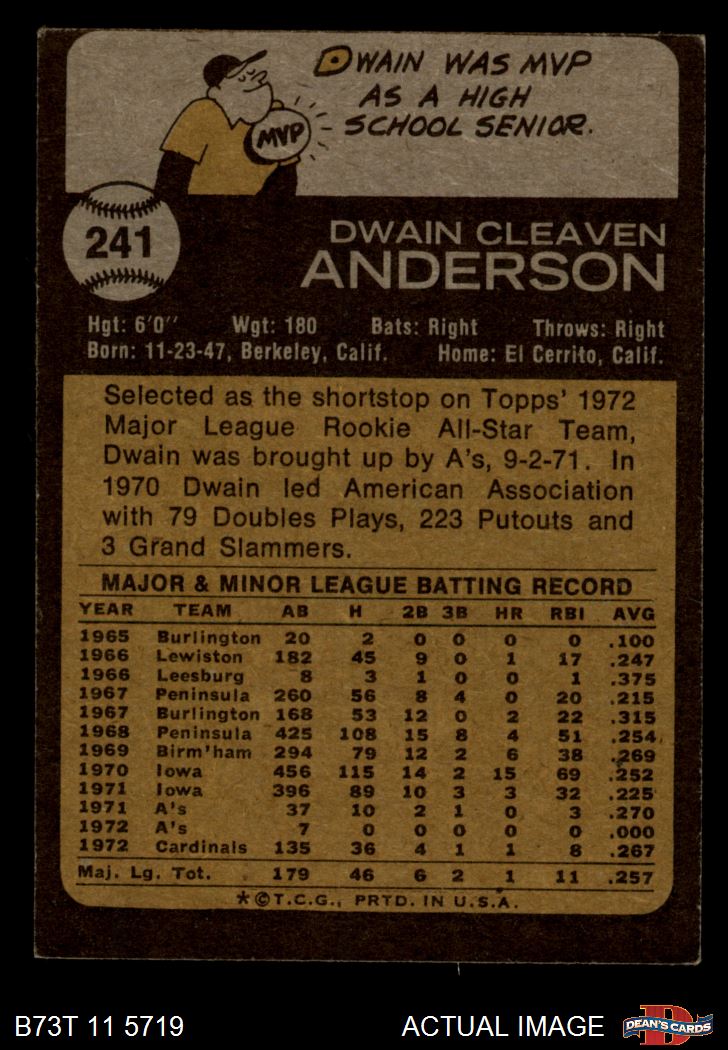 DWAIN WAS MVP
AS A HIGH
SCHOOL SENIOR.
MVP
241
DWAIN CLEAVEN
ANDERSON
Hgt: 6'0" Wgt: 180 Bats: Right Throws: Right
Born: 11-23-47, Berkeley, Calif. Home: El Cerrito, Calif.
Selected as the shortstop on Topps' 1972
Major League Rookie All-Star Team,
Dwain was brought up by A's, 9-2-71. In
1970 Dwain led American Association
with 79 Doubles Plays, 223 Putouts and
3 Grand Slammers.
MAJOR & MINOR LEAGUE BATTING RECORD
YEAR TEAM AB H 2B 3B HR RBI AVG
1965 Burlington 20 2 0 0 0 0 .100
1966 Lewiston 182 45 9 0 1 17 .247
1966 Leesburg 8 3 1 0 0 1 .375
1967 Peninsula 260 56 8 4 0 20 .215
1967 Burlington 168 53 12 0 2 22 .315
1968 Peninsula 425 108 15 8 4 51 .254
1969 Birm'ham 294 79 12 2 6 38 .269
1970 Iowa 456 115 14 2 15 69 .252
1971 Iowa 396 89 10 3 3 32 .225
1971 A's 37 10 2 1 0 3 .270
1972 A's 7 0 0 0 0 0 .000
1972 Cardinals 135 36 4 1 1 8 .267
Maj. Lg. Tot. 179 46 6 2 1 11 .257
*©T.C.G., PRTD. IN U.S.A.
B73T 11 5719 ACTUAL IMAGE
D
DEAN'S CARDS